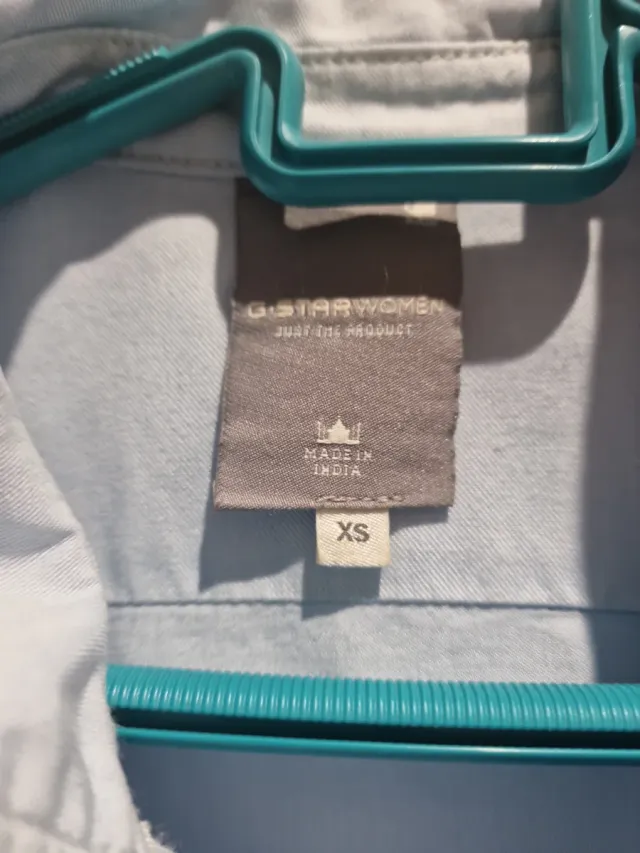 G-STAR WOMEN
JUST THE PRODUCT
MADE IN
INDIA
XS